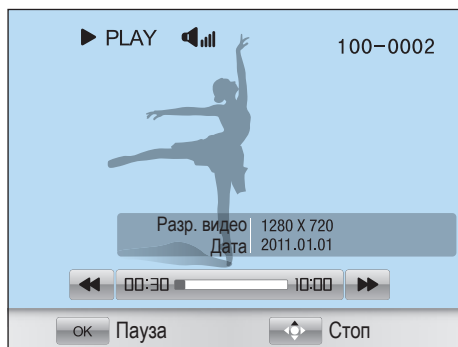 PLAY
100-0002
Разр. видео 1280 X 720
Дата 2011.01.01
00:30 10:00
OK Пауза Стоп